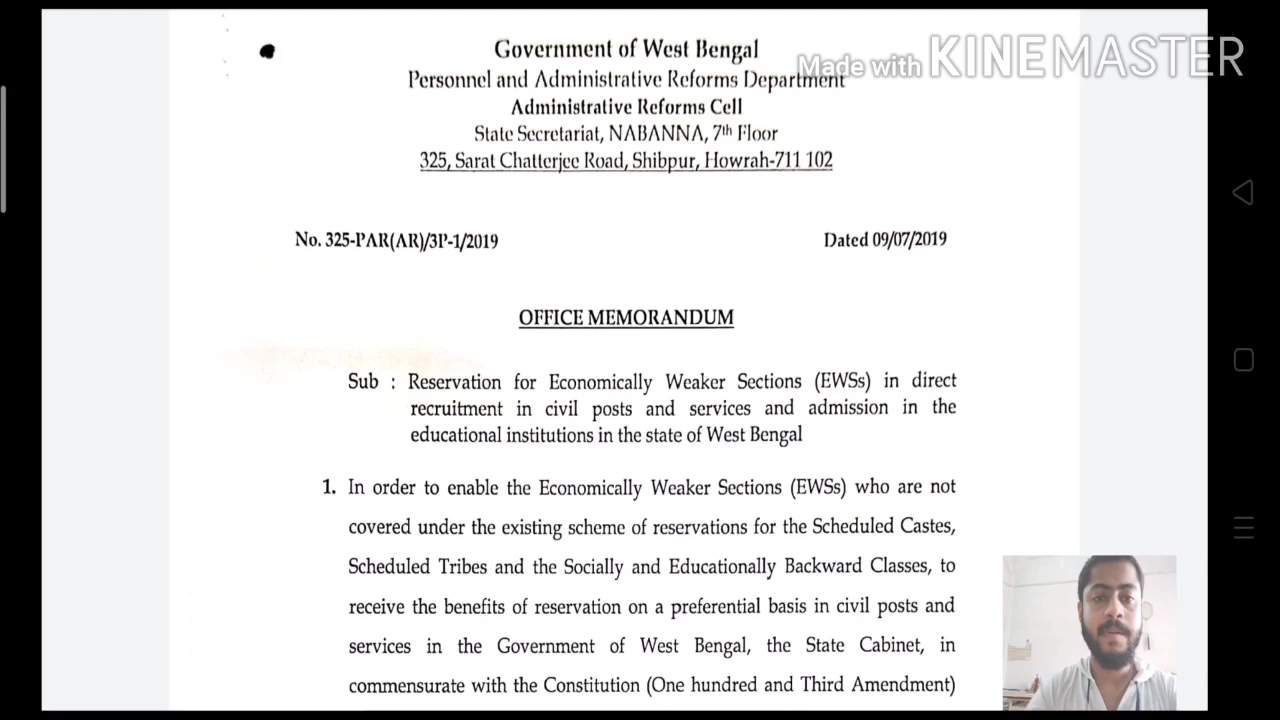 Government of West Bengal
Made with KINEMASTER
Personnel and Administrative Reforms Department
Administrative Reforms Cell
State Secretariat, NABANNA, 7th Floor
325, Sarat Chatterjee Road, Shibpur, Howrah-711 102
No. 325-PAR(AR)/3P-1/2019 Dated 09/07/2019
OFFICE MEMORANDUM
Sub : Reservation for Economically Weaker Sections (EWSs) in direct
recruitment in civil posts and services and admission in the
educational institutions in the state of West Bengal
1. In order to enable the Economically Weaker Sections (EWSs) who are not
covered under the existing scheme of reservations for the Scheduled Castes,
Scheduled Tribes and the Socially and Educationally Backward Classes, to
receive the benefits of reservation on a preferential basis in civil posts and
services in the Government of West Bengal, the State Cabinet, in
commensurate with the Constitution (One hundred and Third Amendment)